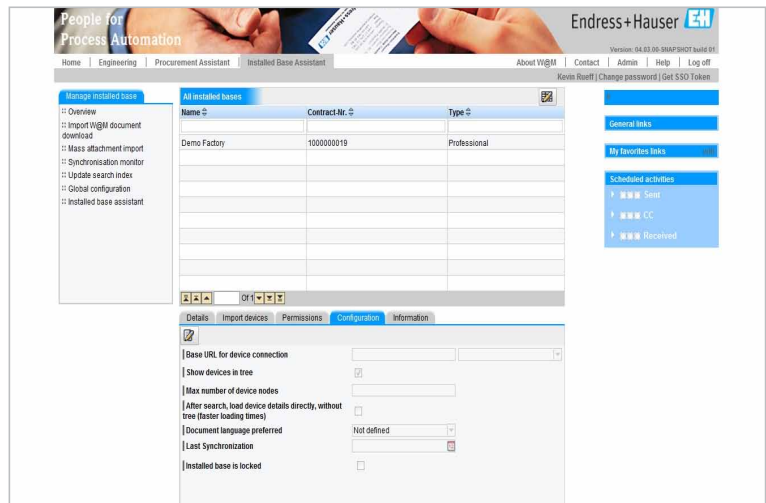 People for
Process Automation
Endress+Hauser EH
Version: 04.03.00-SNAPSHOT build 01
Home | Engineering | Procurement Assistant | Installed Base Assistant
About W@M | Contact | Admin | Help | Log off
Kevin Rueff | Change password | Get SSO Token
Manage installed base
Overview
Import W@M document
download
Mass attachment import
Synchronisation monitor
Update search index
Global configuration
Installed base assistant
All installed bases
Name Contract-Nr. Type
Demo Factory 1000000019 Professional
Of 1
Details Import devices Permissions Configuration Information
Base URL for device connection
Show devices in tree
Max number of device nodes
After search, load device details directly, without
tree (faster loading times)
Document language preferred Not defined
Last Synchronization
Installed base is locked
General links
My favorites links
Scheduled activities
Sent
CC
Received